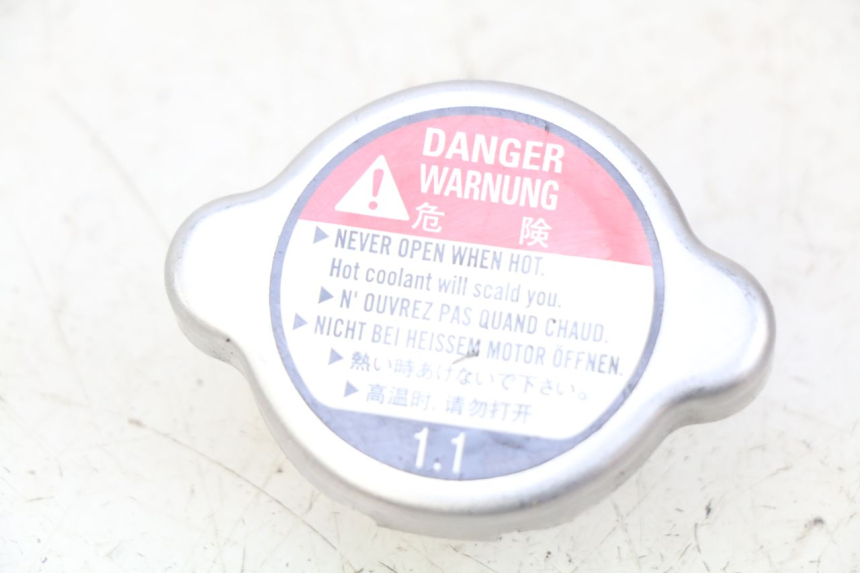 DANGER
WARNUNG
危 険
▶ NEVER OPEN WHEN HOT.
Hot coolant will scald you.
▶ N' OUVREZ PAS QUAND CHAUD.
▶ NICHT BEI HEISSEM MOTOR ÖFFNEN.
▶ 熱い時あけないで下さい。
▶ 高温时. 请勿打开
1.1